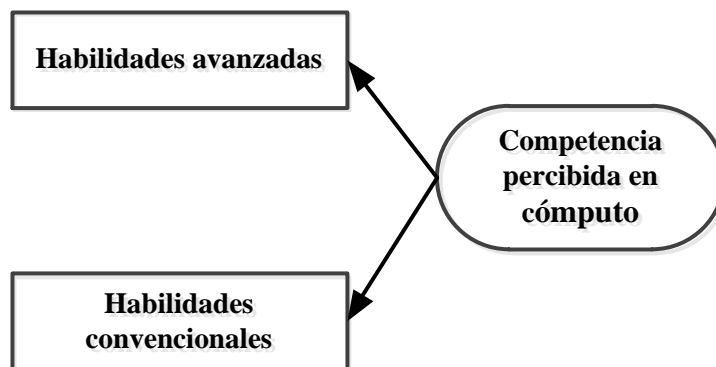 Habilidades avanzadas
Competencia
percibida en
cómputo
Habilidades
convencionales